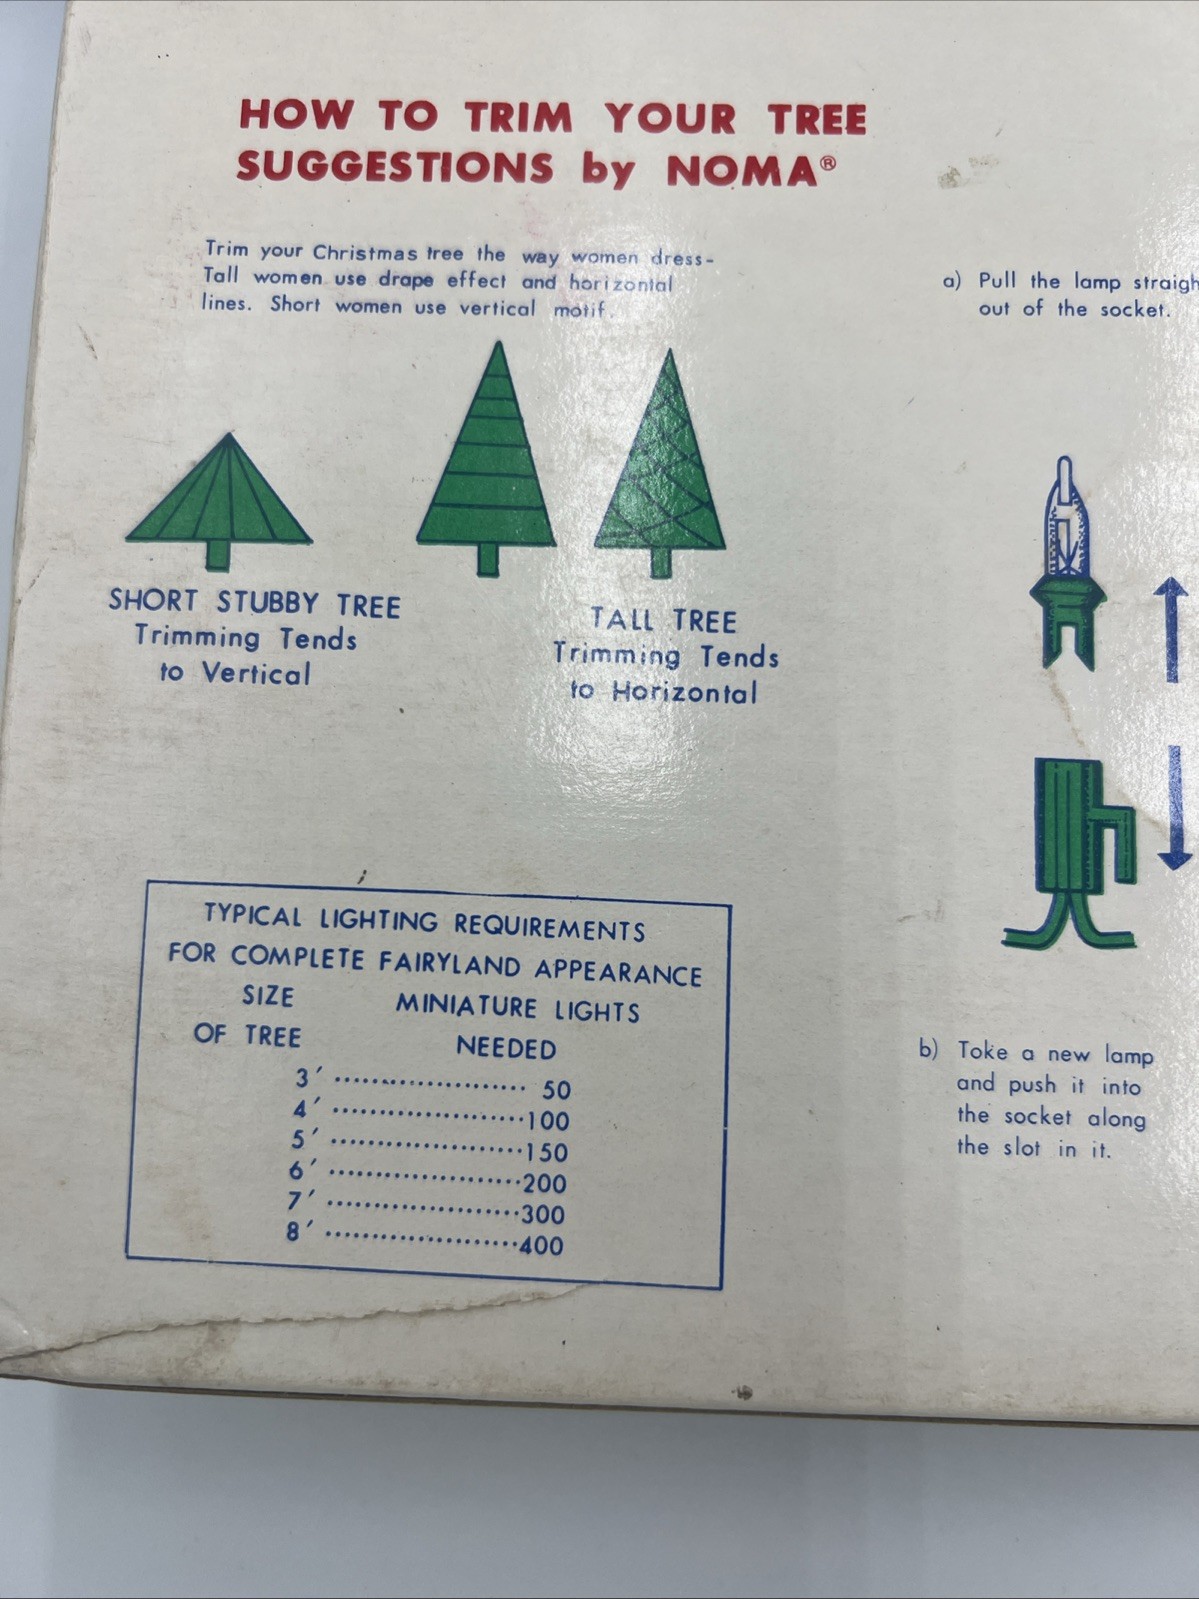 HOW TO TRIM YOUR TREE
SUGGESTIONS by NOMA®
Trim your Christmas tree the way women dress-
Tall women use drape effect and horizontal
lines. Short women use vertical motif.
SHORT STUBBY TREE
Trimming Tends
to Vertical
TALL TREE
Trimming Tends
to Horizontal
TYPICAL LIGHTING REQUIREMENTS
FOR COMPLETE FAIRYLAND APPEARANCE
SIZE MINIATURE LIGHTS
OF TREE NEEDED
3' ........................ 50
4' ........................100
5' ........................150
6' ........................200
7' ........................300
8' ........................400
a) Pull the lamp straigh
out of the socket.
b) Toke a new lamp
and push it into
the socket along
the slot in it.